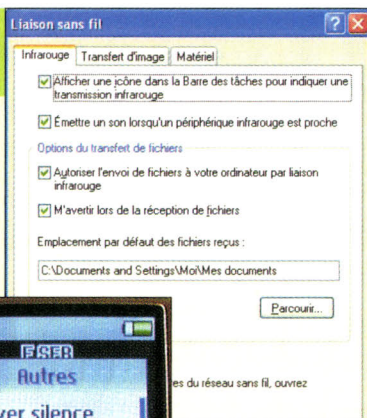 Liaison sans fil
Infrarouge Transfert d'image Matériel
Afficher une icône dans la Barre des tâches pour indiquer une
transmission infrarouge
Émettre un son lorsqu'un périphérique infrarouge est proche
Options du transfert de fichiers
Autoriser l'envoi de fichiers à votre ordinateur par liaison
infrarouge
M'avertir lors de la réception de fichiers
Emplacement par défaut des fichiers reçus :
C:\Documents and Settings\Moi\Mes documents
Parcourir...
SFR
Autres
ver silence
es du réseau sans fil, ouvrez